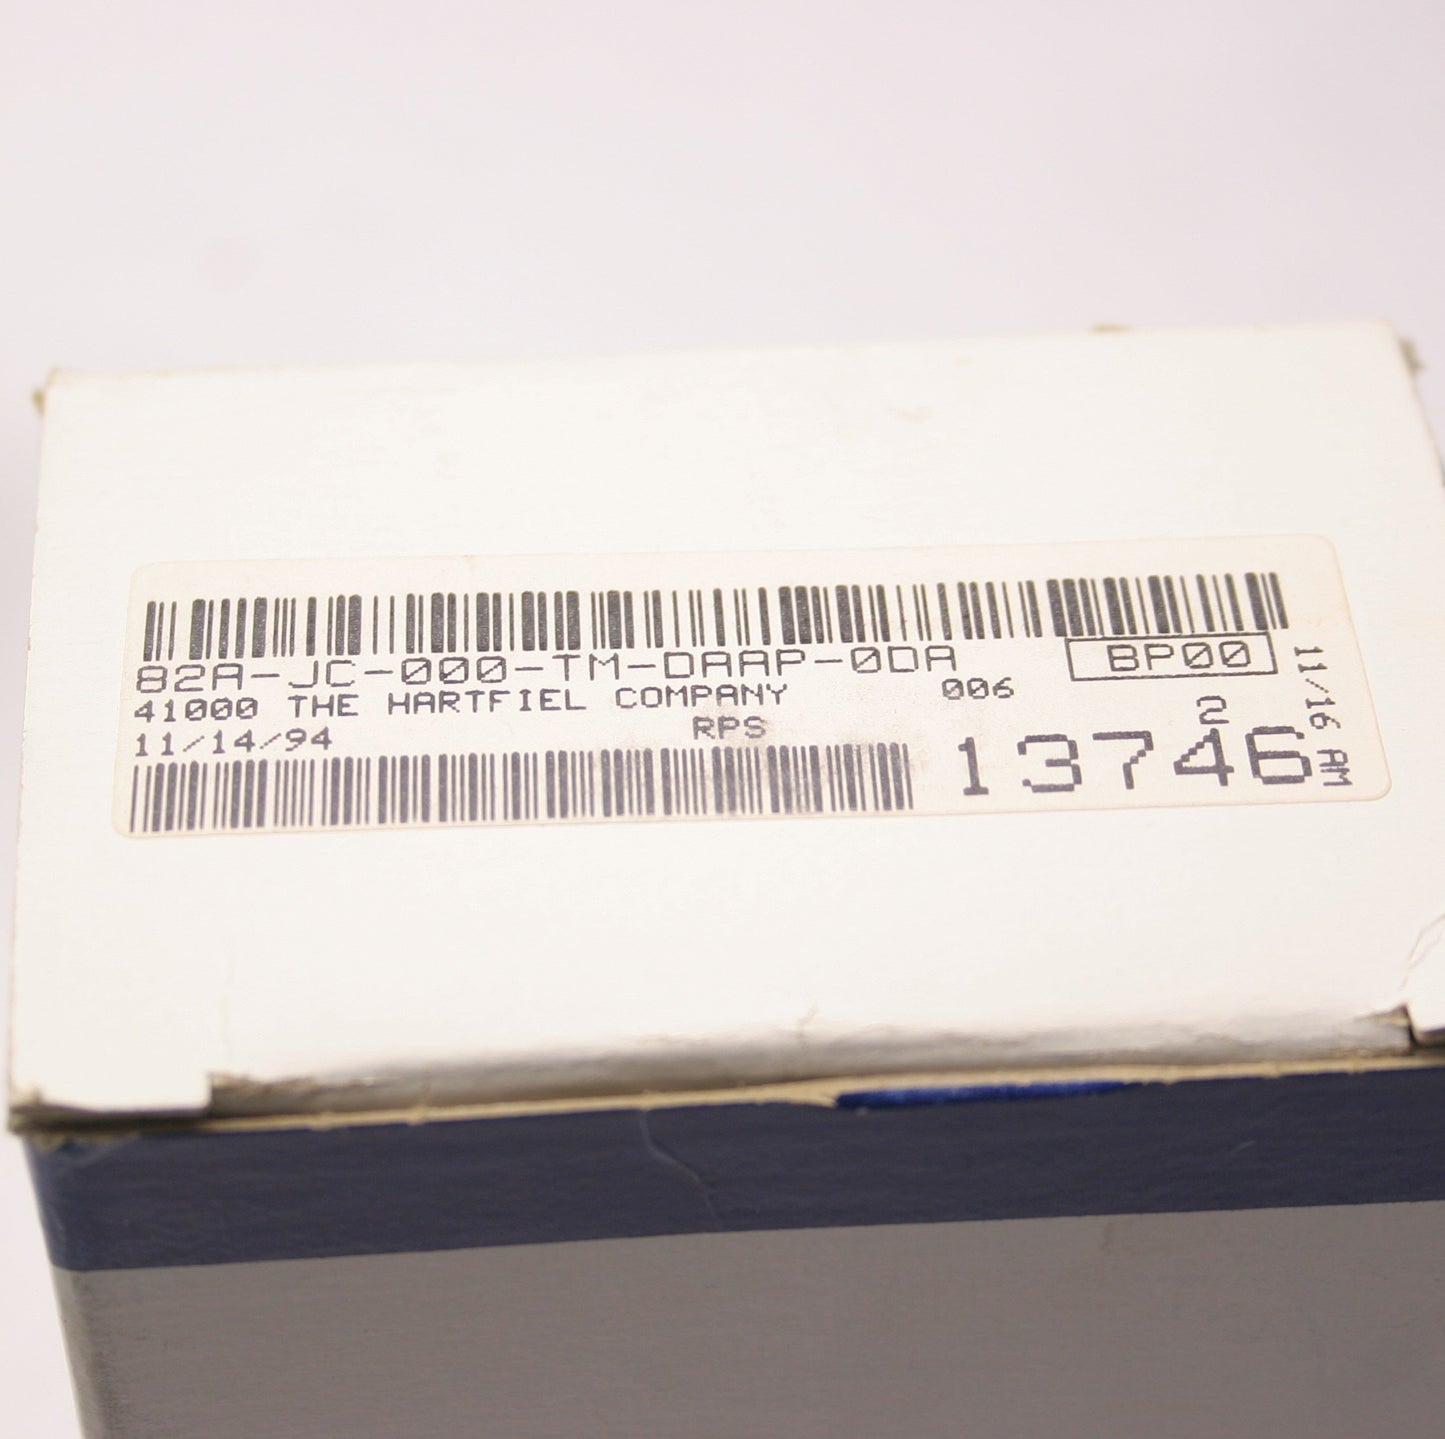 82A-JC-000-TM-DAAP-0DA
BP00
41000 THE HARTFIEL COMPANY 006
11/14/94 RPS
2
13746
11/16 AM